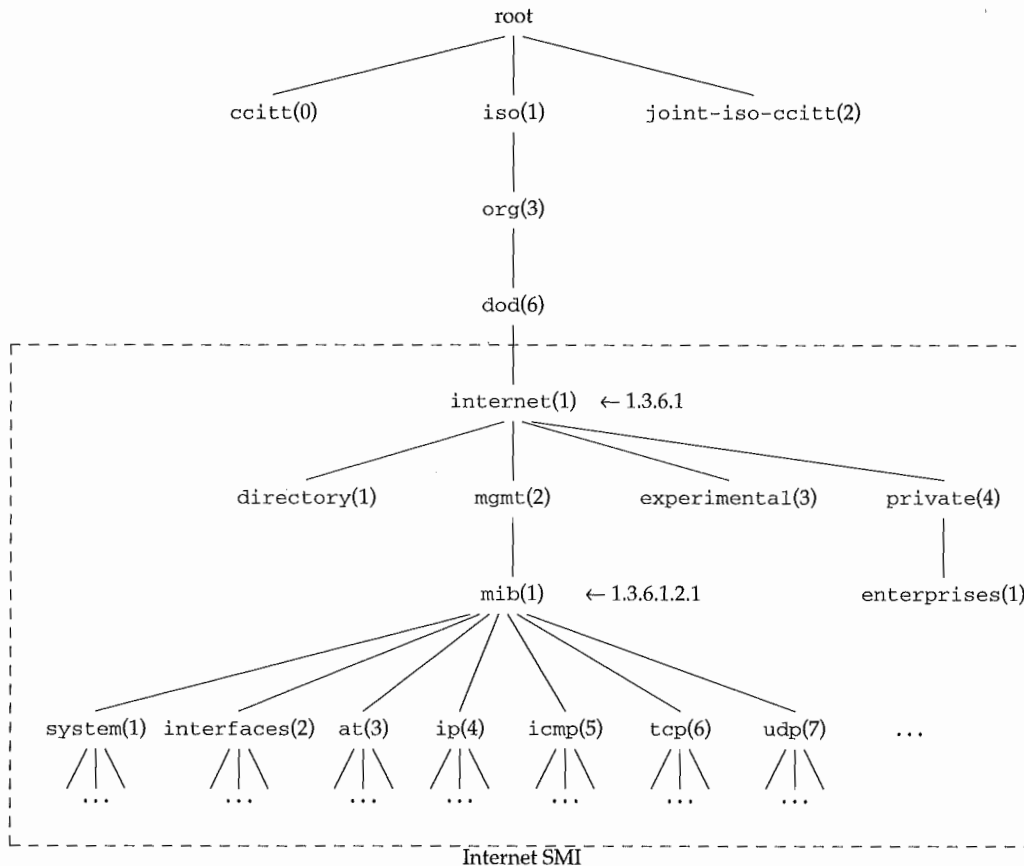 root
ccitt(0) iso(1) joint-iso-ccitt(2)
org(3)
dod(6)
internet(1) ← 1.3.6.1
directory(1) mgmt(2) experimental(3) private(4)
mib(1) ← 1.3.6.1.2.1 enterprises(1)
system(1) interfaces(2) at(3) ip(4) icmp(5) tcp(6) udp(7) ...
... ... ... ... ... ... ...
Internet SMI